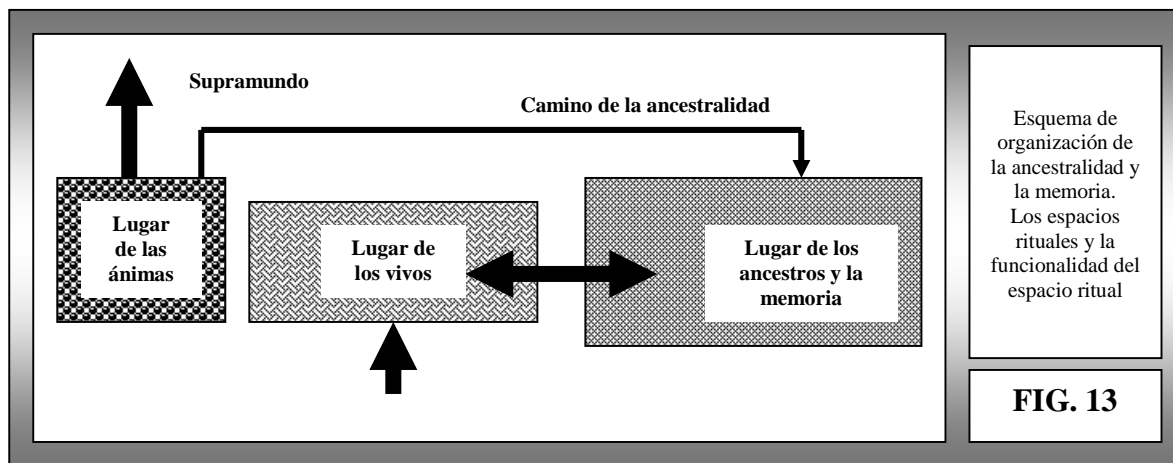 Supramundo
Camino de la ancestralidad
Lugar
de las
ánimas
Lugar de
los vivos
Lugar de los
ancestros y la
memoria
Esquema de
organización de
la ancestralidad y
la memoria.
Los espacios
rituales y la
funcionalidad del
espacio ritual
FIG. 13